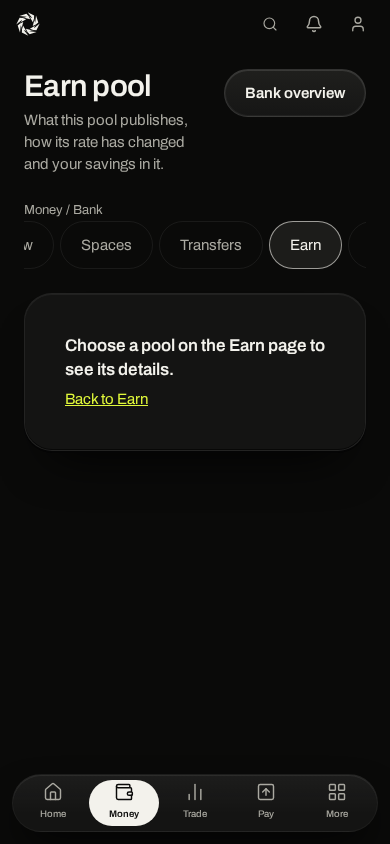 Earn pool
Bank overview
What this pool publishes,
how its rate has changed
and your savings in it.
Money / Bank
w
Spaces
Transfers
Earn
Choose a pool on the Earn page to
see its details.
Back to Earn
Home
Money
Trade
Pay
More